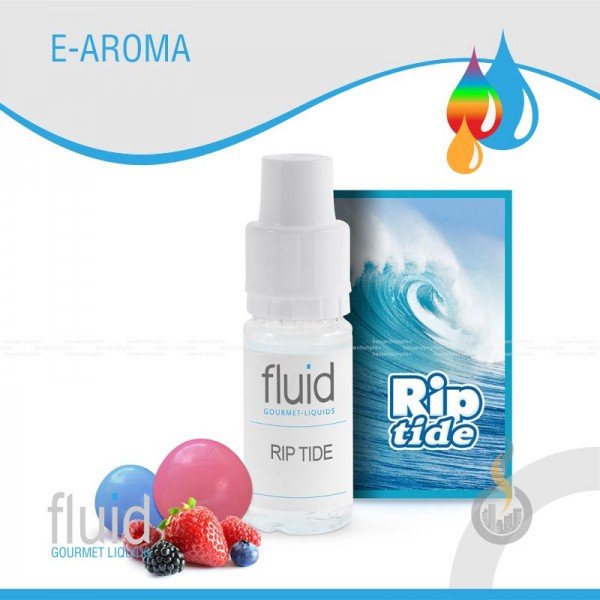 E-AROMA
Rip
tide
fluid
GOURMET-LIQUIDS
RIP TIDE
fluid
GOURMET LIQUIDS